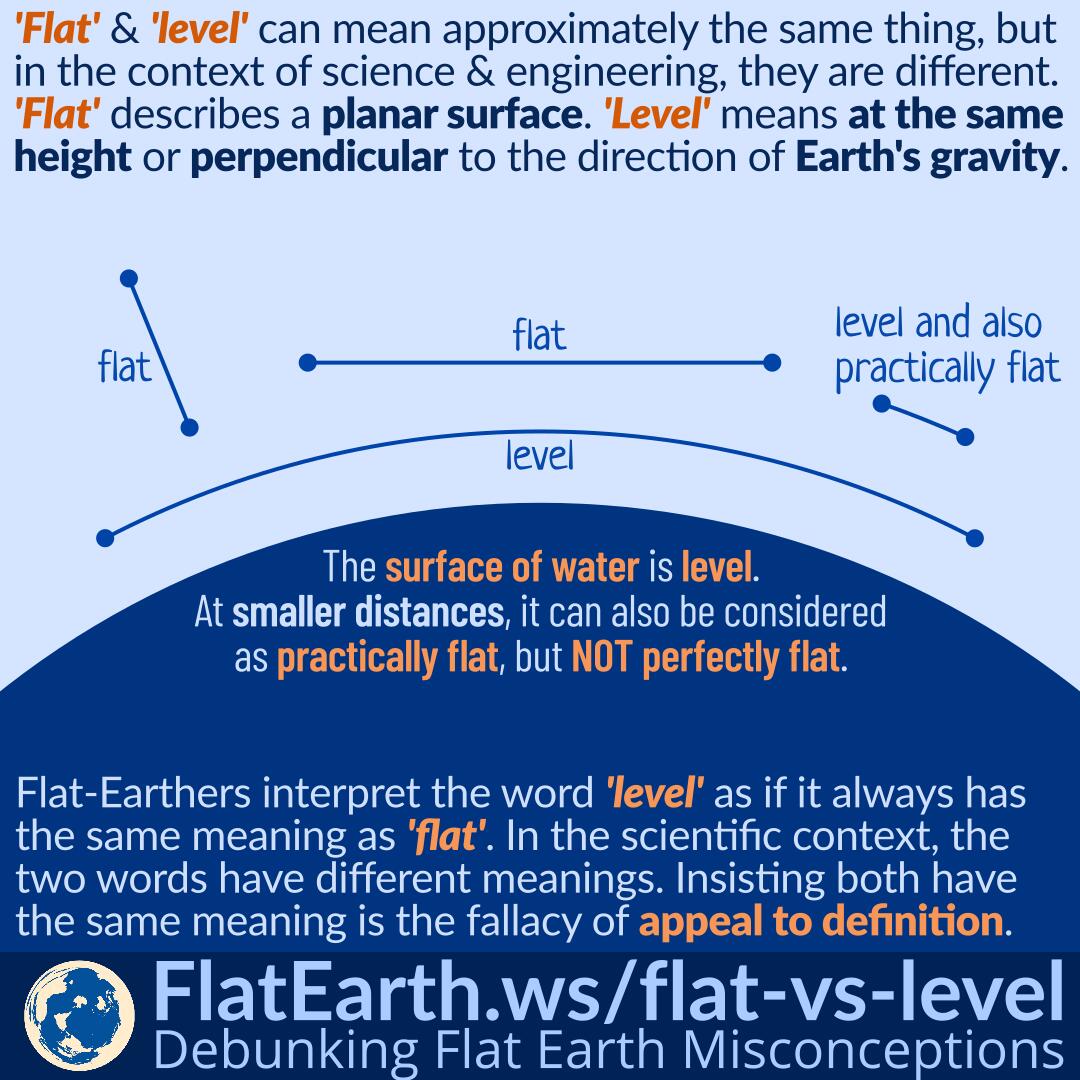 'Flat' & 'level' can mean approximately the same thing, but
in the context of science & engineering, they are different.
'Flat' describes a planar surface. 'Level' means at the same
height or perpendicular to the direction of Earth's gravity.
flat
flat
level and also
practically flat
level
The surface of water is level.
At smaller distances, it can also be considered
as practically flat, but NOT perfectly flat.
Flat-Earthers interpret the word 'level' as if it always has
the same meaning as 'flat'. In the scientific context, the
two words have different meanings. Insisting both have
the same meaning is the fallacy of appeal to definition.
FlatEarth.ws/flat-vs-level
Debunking Flat Earth Misconceptions